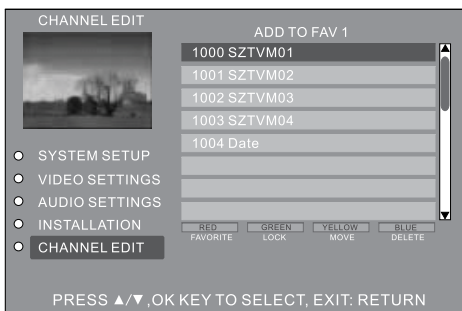 CHANNEL EDIT
ADD TO FAV 1
1000 SZTVM01
1001 SZTVM02
1002 SZTVM03
1003 SZTVM04
1004 Date
SYSTEM SETUP
VIDEO SETTINGS
AUDIO SETTINGS
INSTALLATION
CHANNEL EDIT
RED GREEN YELLOW BLUE
FAVORITE LOCK MOVE DELETE
PRESS ▲/▼,OK KEY TO SELECT, EXIT: RETURN